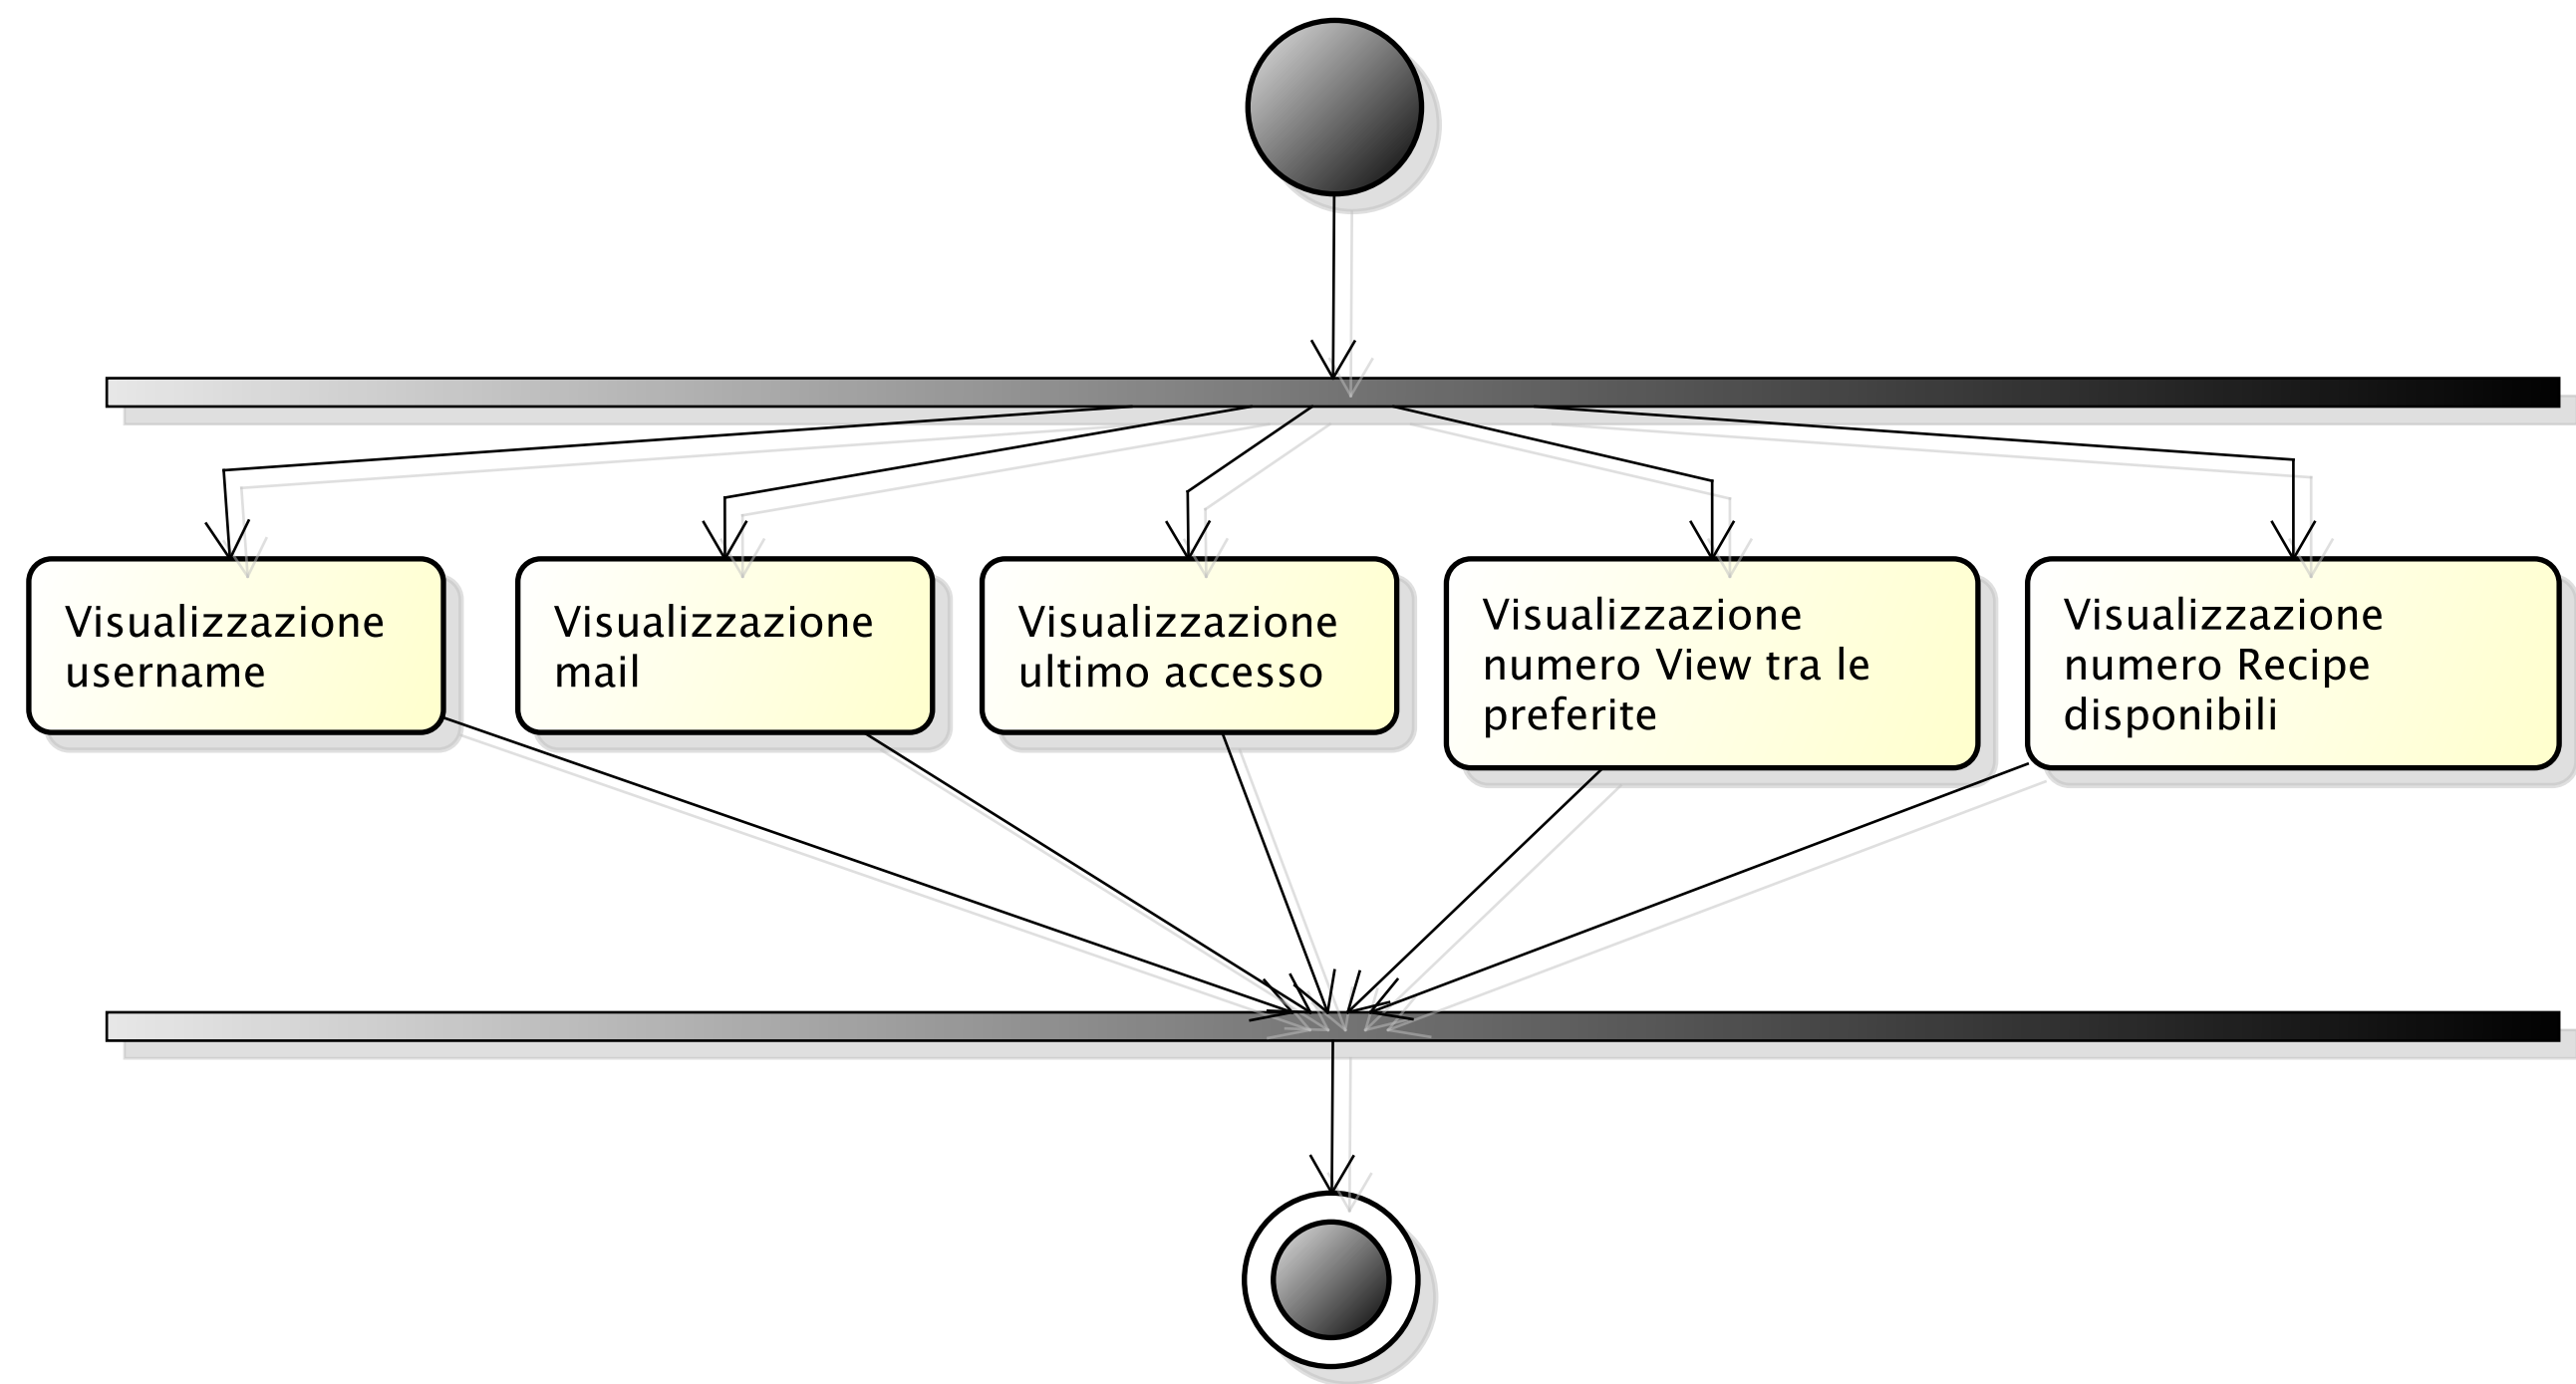 Visualizzazione
username
Visualizzazione
mail
Visualizzazione
ultimo accesso
Visualizzazione
numero View tra le
preferite
Visualizzazione
numero Recipe
disponibili